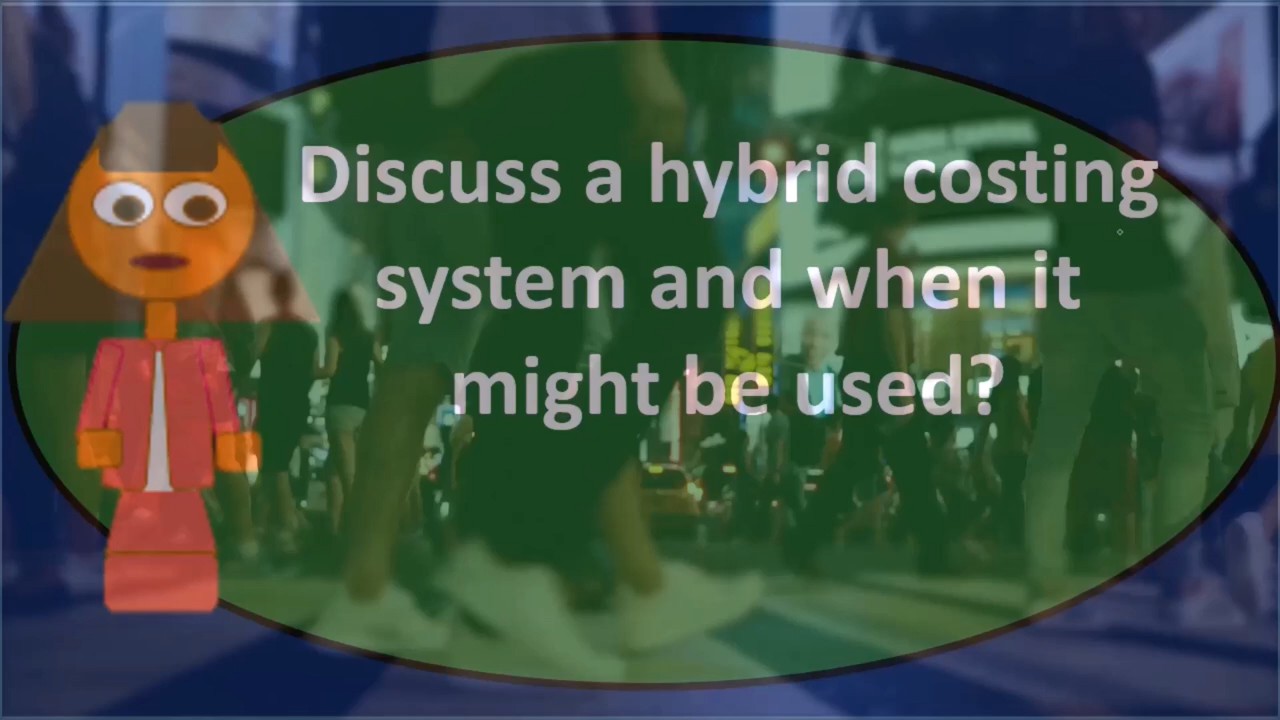 Discuss a hybrid costing
system and when it
might be used?